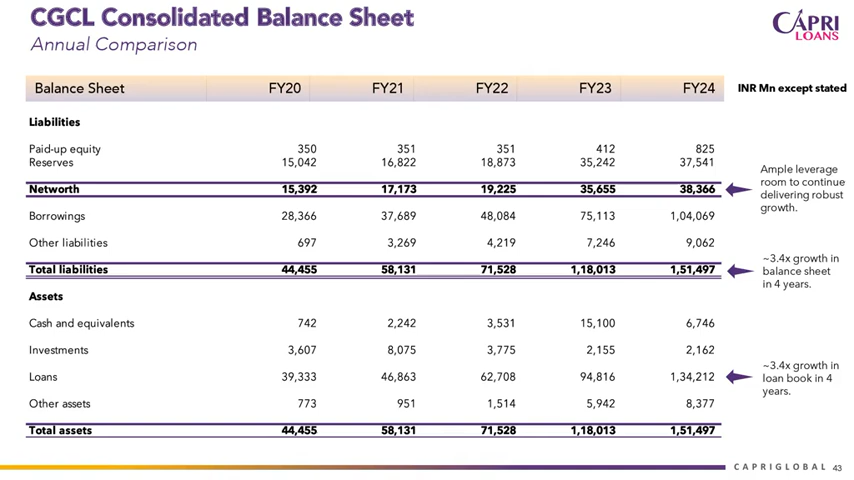 CGCL Consolidated Balance Sheet
Annual Comparison
CAPRI
LOANS
Balance Sheet FY20 FY21 FY22 FY23 FY24
INR Mn except stated
Liabilities
Paid-up equity 350 351 351 412 825
Reserves 15,042 16,822 18,873 35,242 37,541
Networth 15,392 17,173 19,225 35,655 38,366
Ample leverage
room to continue
delivering robust
growth.
Borrowings 28,366 37,689 48,084 75,113 1,04,069
Other liabilities 697 3,269 4,219 7,246 9,062
Total liabilities 44,455 58,131 71,528 1,18,013 1,51,497
~3.4x growth in
balance sheet
in 4 years.
Assets
Cash and equivalents 742 2,242 3,531 15,100 6,746
Investments 3,607 8,075 3,775 2,155 2,162
Loans 39,333 46,863 62,708 94,816 1,34,212
~3.4x growth in
loan book in 4
years.
Other assets 773 951 1,514 5,942 8,377
Total assets 44,455 58,131 71,528 1,18,013 1,51,497
CAPRIGLOBAL 43